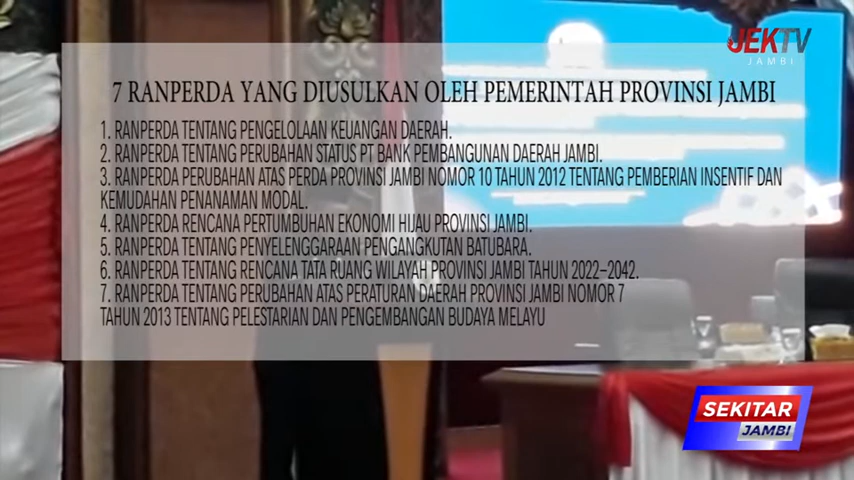 JEKTV
JAMBI
7 RANPERDA YANG DIUSULKAN OLEH PEMERINTAH PROVINSI JAMBI
1. RANPERDA TENTANG PENGELOLAAN KEUANGAN DAERAH.
2. RANPERDA TENTANG PERUBAHAN STATUS PT BANK PEMBANGUNAN DAERAH JAMBI.
3. RANPERDA PERUBAHAN ATAS PERDA PROVINSI JAMBI NOMOR 10 TAHUN 2012 TENTANG PEMBERIAN INSENTIF DAN
KEMUDAHAN PENANAMAN MODAL.
4. RANPERDA RENCANA PERTUMBUHAN EKONOMI HIJAU PROVINSI JAMBI.
5. RANPERDA TENTANG PENYELENGGARAAN PENGANGKUTAN BATUBARA.
6. RANPERDA TENTANG RENCANA TATA RUANG WILAYAH PROVINSI JAMBI TAHUN 2022-2042.
7. RANPERDA TENTANG PERUBAHAN ATAS PERATURAN DAERAH PROVINSI JAMBI NOMOR 7
TAHUN 2013 TENTANG PELESTARIAN DAN PENGEMBANGAN BUDAYA MELAYU
SEKITAR
JAMBI